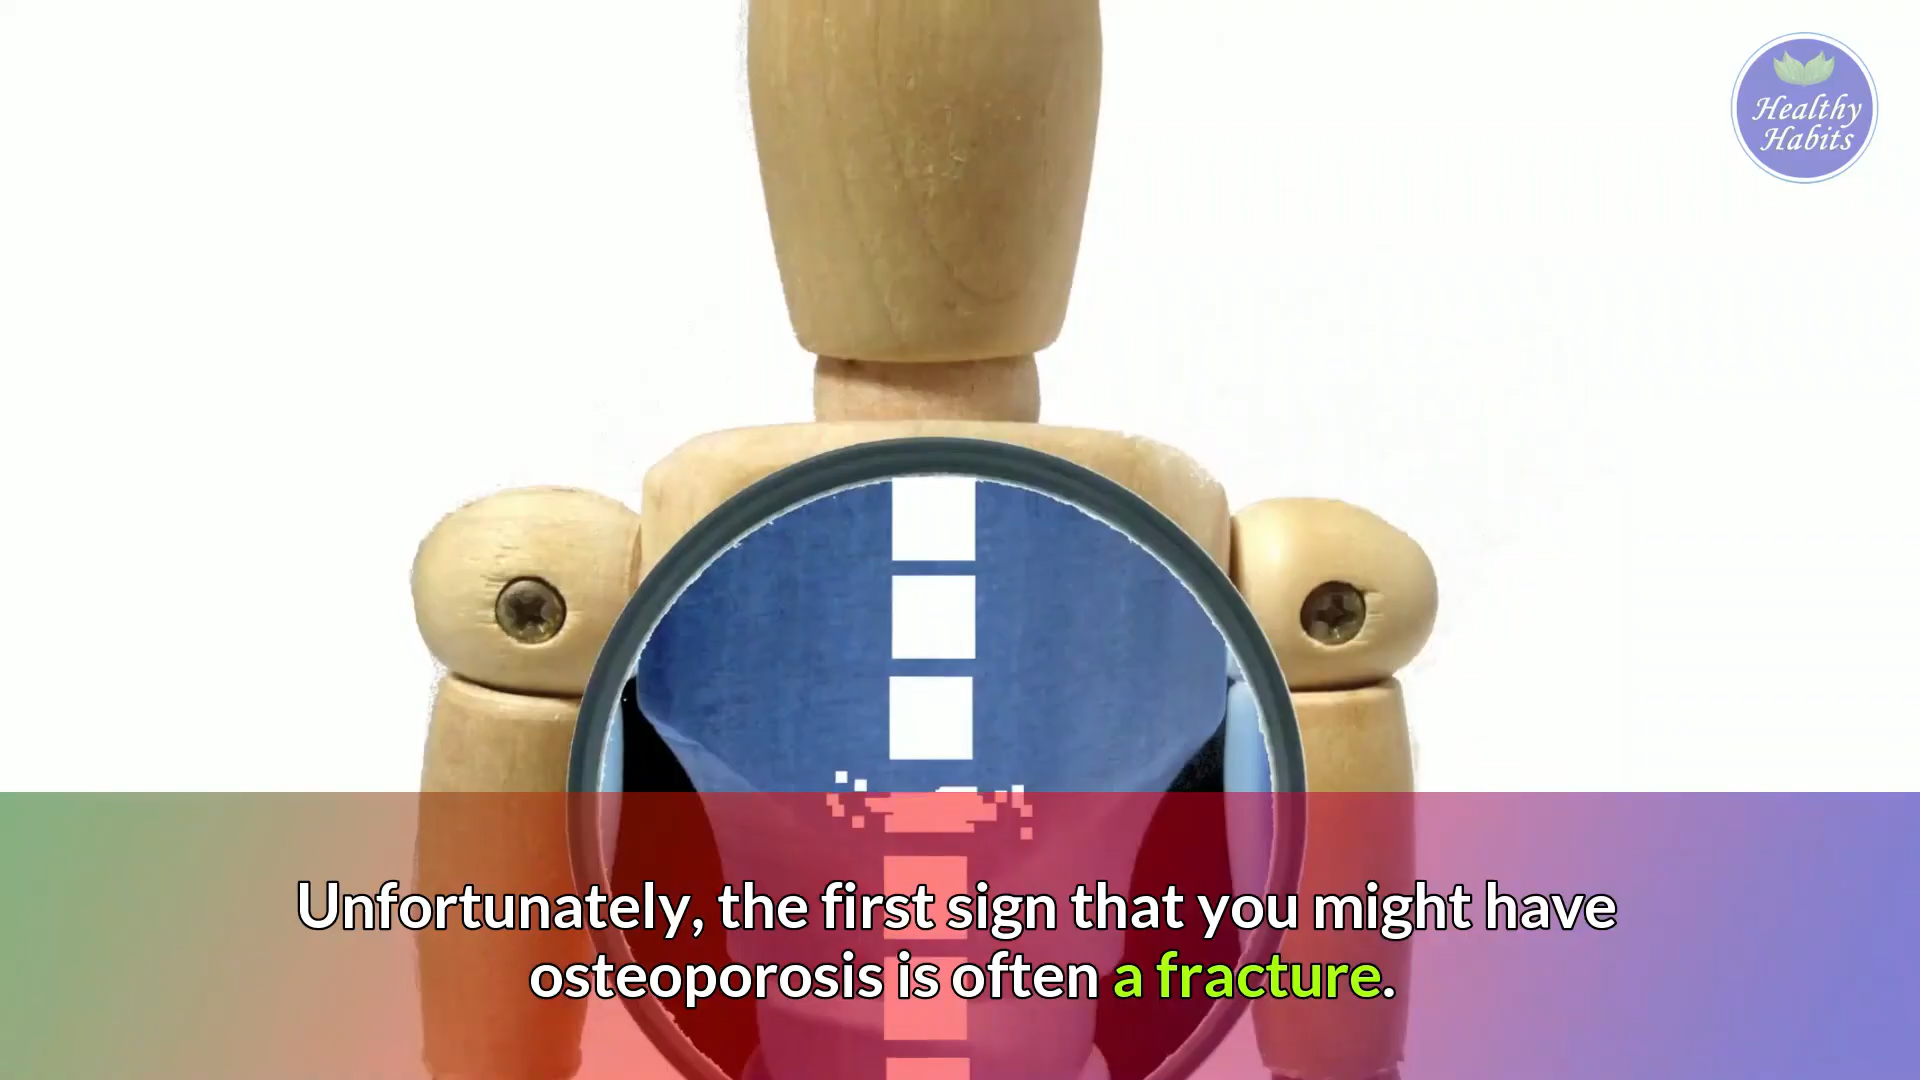 Healthy
Habits
Unfortunately, the first sign that you might have
osteoporosis is often a fracture.